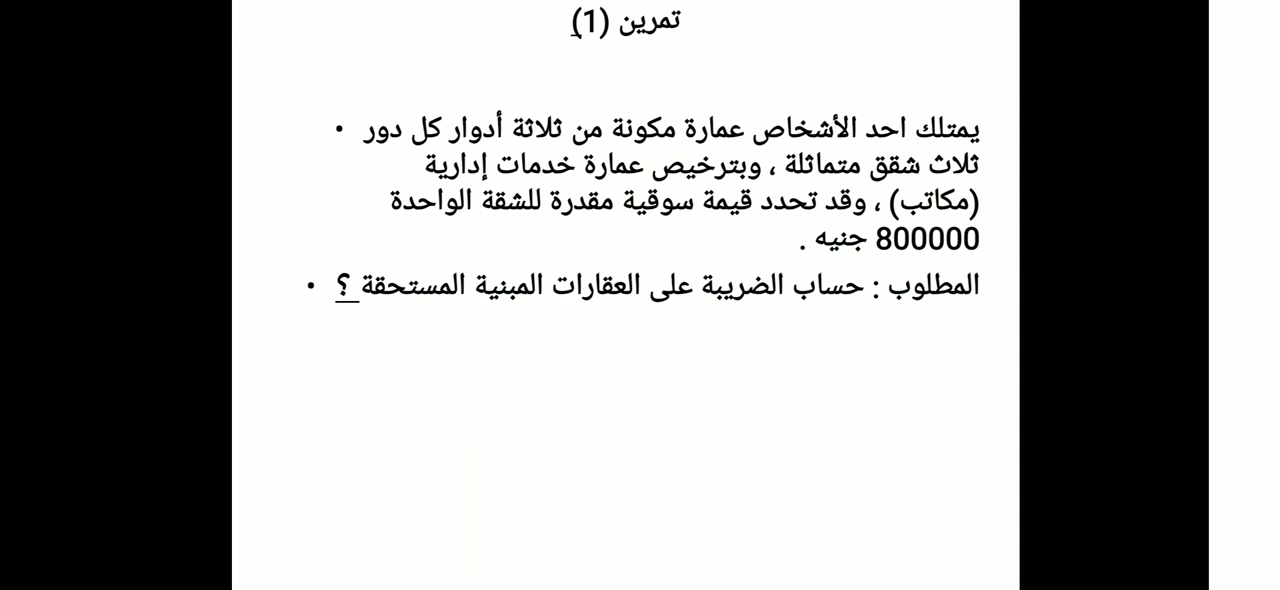 تمرين (1)
يمتلك احد الأشخاص عمارة مكونة من ثلاثة أدوار كل دور •
ثلاث شقق متماثلة ، وبترخيص عمارة خدمات إدارية
(مكاتب) ، وقد تحدد قيمة سوقية مقدرة للشقة الواحدة
800000 جنيه .
المطلوب : حساب الضريبة على العقارات المبنية المستحقة ؟ •